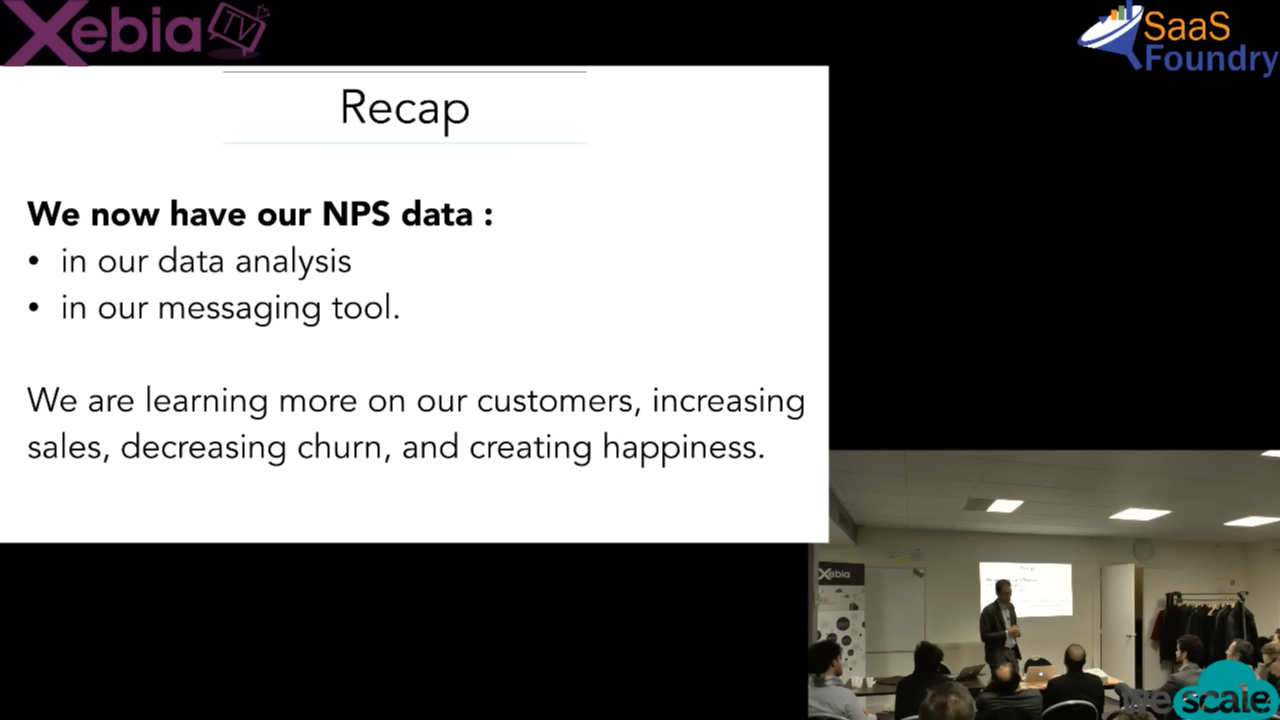 Xebia TV
SaaS
Foundry
Recap
We now have our NPS data :
• in our data analysis
• in our messaging tool.
We are learning more on our customers, increasing
sales, decreasing churn, and creating happiness.
Xebia
we scale